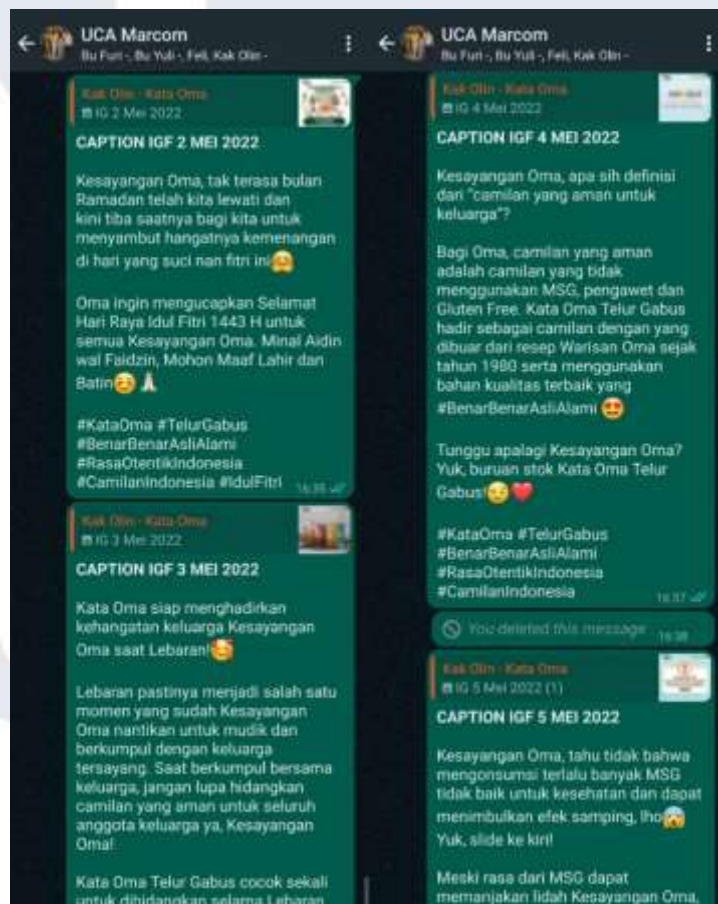 UCA Marcom
Bu Furi -, Bu Yuli -, Feli, Kak Olin -
Kak Olin - Kata Oma
IG 2 Mei 2022
CAPTION IGF 2 MEI 2022
Kesayangan Oma, tak terasa bulan
Ramadan telah kita lewati dan
kini tiba saatnya bagi kita untuk
menyambut hangatnya kemenangan
di hari yang suci nan fitri ini🤗
Oma ingin mengucapkan Selamat
Hari Raya Idul Fitri 1443 H untuk
semua Kesayangan Oma. Minal Aidin
wal Faidzin, Mohon Maaf Lahir dan
Batin😊🙏🏻
#KataOma #TelurGabus
#BenarBenarAsliAlami
#RasaOtentikIndonesia
#CamilanIndonesia #IdulFitri
Kak Olin - Kata Oma
IG 3 Mei 2022
CAPTION IGF 3 MEI 2022
Kata Oma siap menghadirkan
kehangatan keluarga Kesayangan
Oma saat Lebaran!🥰
Lebaran pastinya menjadi salah satu
momen yang sudah Kesayangan
Oma nantikan untuk mudik dan
berkumpul dengan keluarga
tersayang. Saat berkumpul bersama
keluarga, jangan lupa hidangkan
camilan yang aman untuk seluruh
anggota keluarga ya, Kesayangan
Oma!
Kata Oma Telur Gabus cocok sekali
untuk dihidangkan selama Lebaran
UCA Marcom
Bu Furi -, Bu Yuli -, Feli, Kak Olin -
Kak Olin - Kata Oma
IG 4 Mei 2022
CAPTION IGF 4 MEI 2022
Kesayangan Oma, apa sih definisi
dari "camilan yang aman untuk
keluarga"?
Bagi Oma, camilan yang aman
adalah camilan yang tidak
menggunakan MSG, pengawet dan
Gluten Free. Kata Oma Telur Gabus
hadir sebagai camilan dengan yang
dibuat dari resep Warisan Oma sejak
tahun 1980 serta menggunakan
bahan kualitas terbaik yang
#BenarBenarAsliAlami 😍
Tunggu apalagi Kesayangan Oma?
Yuk, buruan stok Kata Oma Telur
Gabus!😉❤️
#KataOma #TelurGabus
#BenarBenarAsliAlami
#RasaOtentikIndonesia
#CamilanIndonesia
16:37
You deleted this message 16:38
Kak Olin - Kata Oma
IG 5 Mei 2022 (1)
CAPTION IGF 5 MEI 2022
Kesayangan Oma, tahu tidak bahwa
mengonsumsi terlalu banyak MSG
tidak baik untuk kesehatan dan dapat
menimbulkan efek samping, lho😱
Yuk, slide ke kiri!
Meski rasa dari MSG dapat
memanjakan lidah Kesayangan Oma,